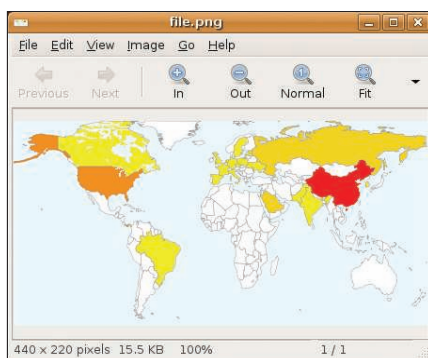 file.png
File Edit View Image Go Help
Previous Next In Out Normal Fit
440 × 220 pixels 15.5 KB 100% 1 / 1